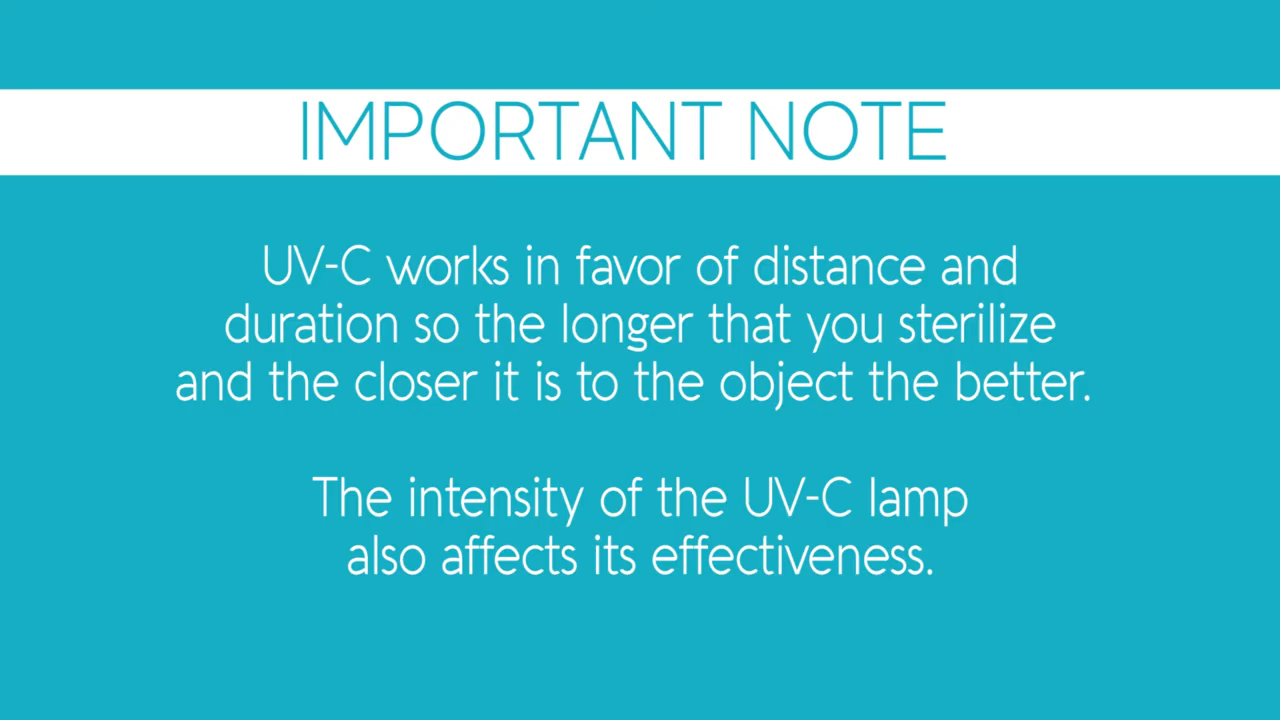 IMPORTANT NOTE
UV-C works in favor of distance and
duration so the longer that you sterilize
and the closer it is to the object the better.
The intensity of the UV-C lamp
also affects its effectiveness.